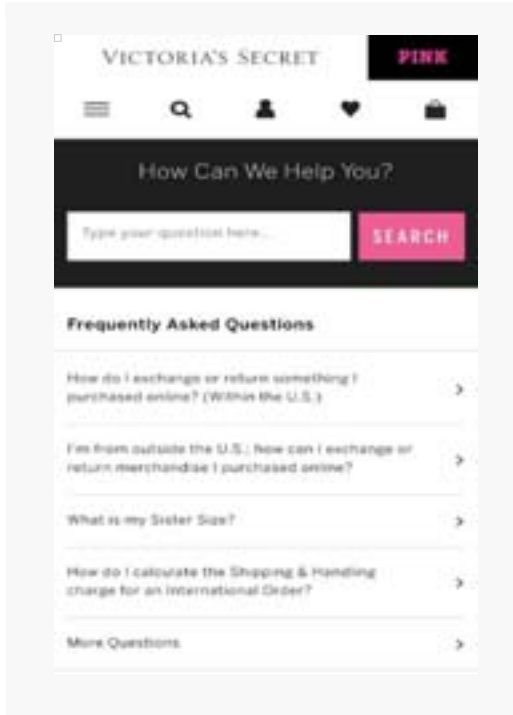 VICTORIA'S SECRET
PINK
How Can We Help You?
Type your question here...
SEARCH
Frequently Asked Questions
How do I exchange or return something I
purchased online? (Within the U.S.)
I'm from outside the U.S.; how can I exchange or
return merchandise I purchased online?
What is my Sister Size?
How do I calculate the Shipping & Handling
charge for an International Order?
More Questions